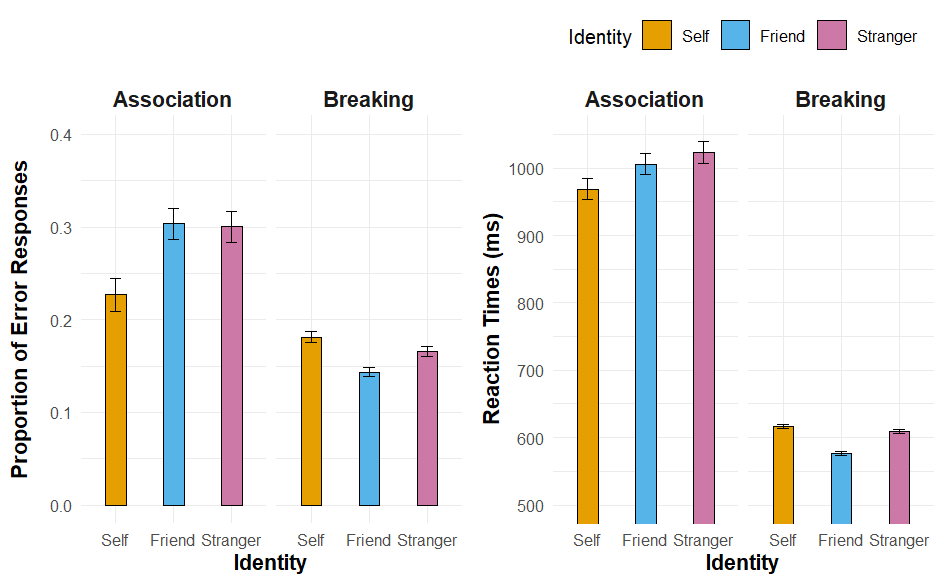 Identity Self Friend Stranger
Association Breaking
Proportion of Error Responses
0.4
0.3
0.2
0.1
0.0
Self Friend Stranger Self Friend Stranger
Identity
Association Breaking
Reaction Times (ms)
1000
900
800
700
600
500
Self Friend Stranger Self Friend Stranger
Identity